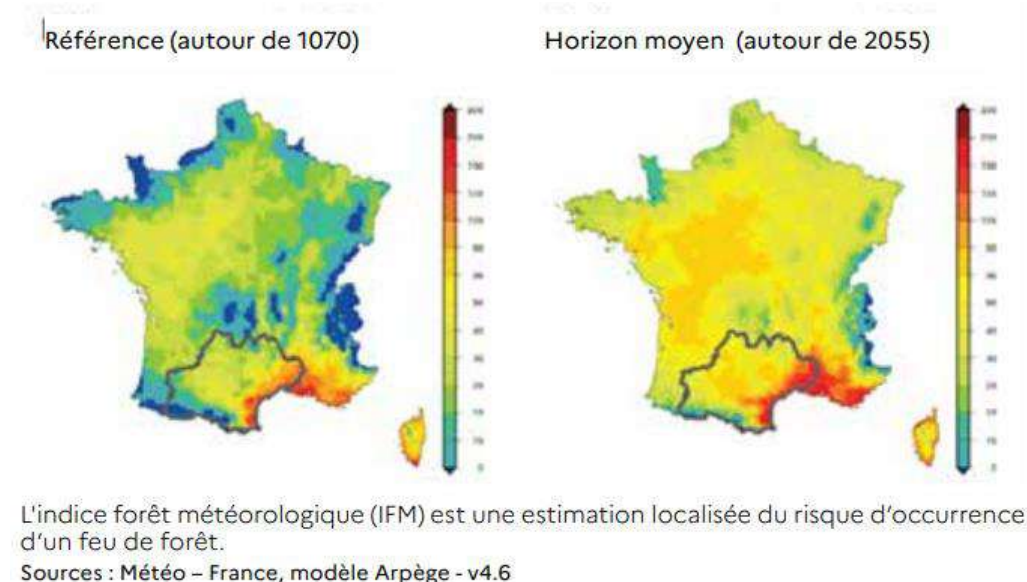 Référence (autour de 1070)
Horizon moyen (autour de 2055)
L'indice forêt météorologique (IFM) est une estimation localisée du risque d'occurrence
d'un feu de forêt.
Sources : Météo – France, modèle Arpège - v4.6